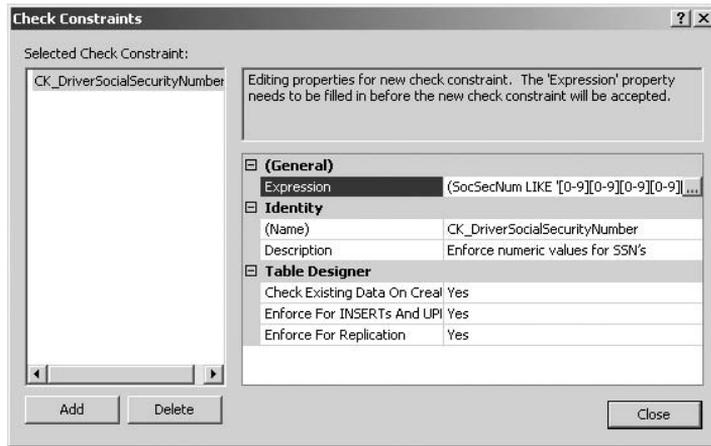 Check Constraints
Selected Check Constraint:
CK_DriverSocialSecurityNumber
Editing properties for new check constraint. The 'Expression' property
needs to be filled in before the new check constraint will be accepted.
(General)
Expression (SocSecNum LIKE '[0-9][0-9][0-9][0-9][ ...
Identity
(Name) CK_DriverSocialSecurityNumber
Description Enforce numeric values for SSN's
Table Designer
Check Existing Data On Creat Yes
Enforce For INSERTs And UPI Yes
Enforce For Replication Yes
Add Delete
Close